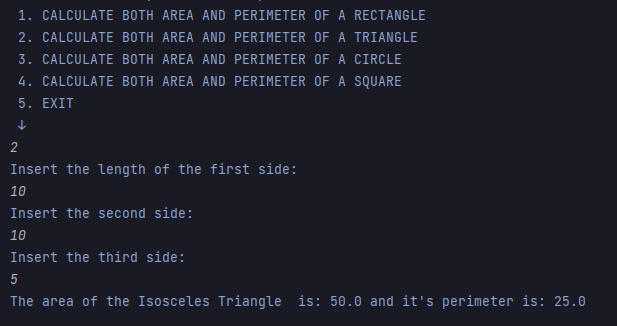 1. CALCULATE BOTH AREA AND PERIMETER OF A RECTANGLE
2. CALCULATE BOTH AREA AND PERIMETER OF A TRIANGLE
3. CALCULATE BOTH AREA AND PERIMETER OF A CIRCLE
4. CALCULATE BOTH AREA AND PERIMETER OF A SQUARE
5. EXIT
↓
2
Insert the length of the first side:
10
Insert the second side:
10
Insert the third side:
5
The area of the Isosceles Triangle  is: 50.0 and it's perimeter is: 25.0